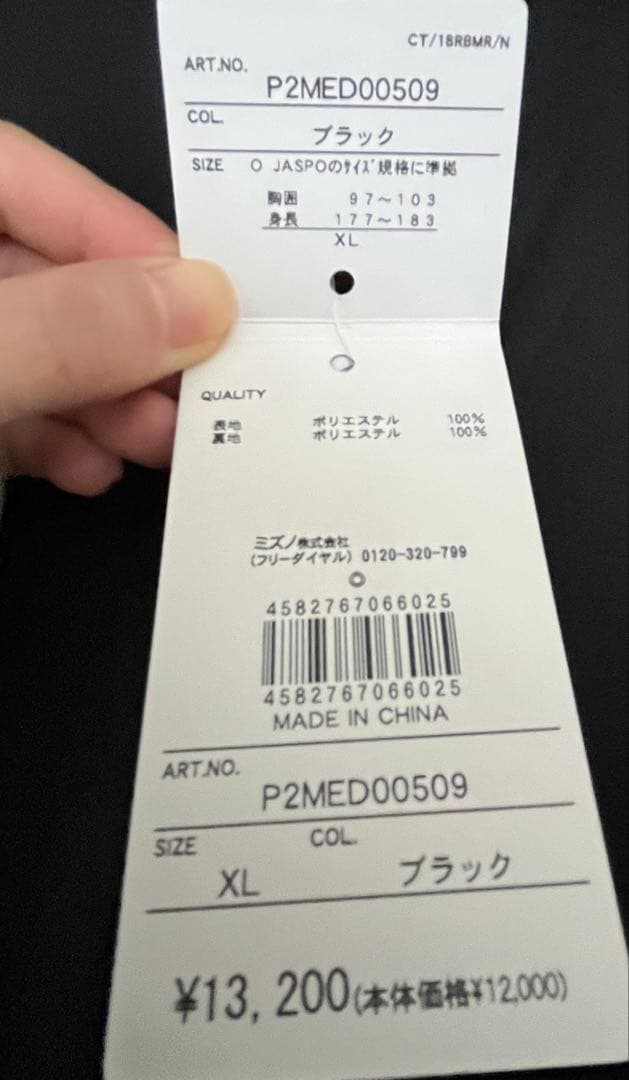 CT/18RBMR/N
ART.NO.
P2MED00509
COL.
ブラック
SIZE O JASPOのｻｲｽﾞ規格に準拠
胸囲 97～103
身長 177～183
XL
QUALITY
表地 ポリエステル 100%
裏地 ポリエステル 100%
ミズノ株式会社
(フリーダイヤル) 0120-320-799
4582767066025
4582767066025
MADE IN CHINA
ART.NO.
P2MED00509
SIZE COL.
XL ブラック
¥13,200(本体価格¥12,000)